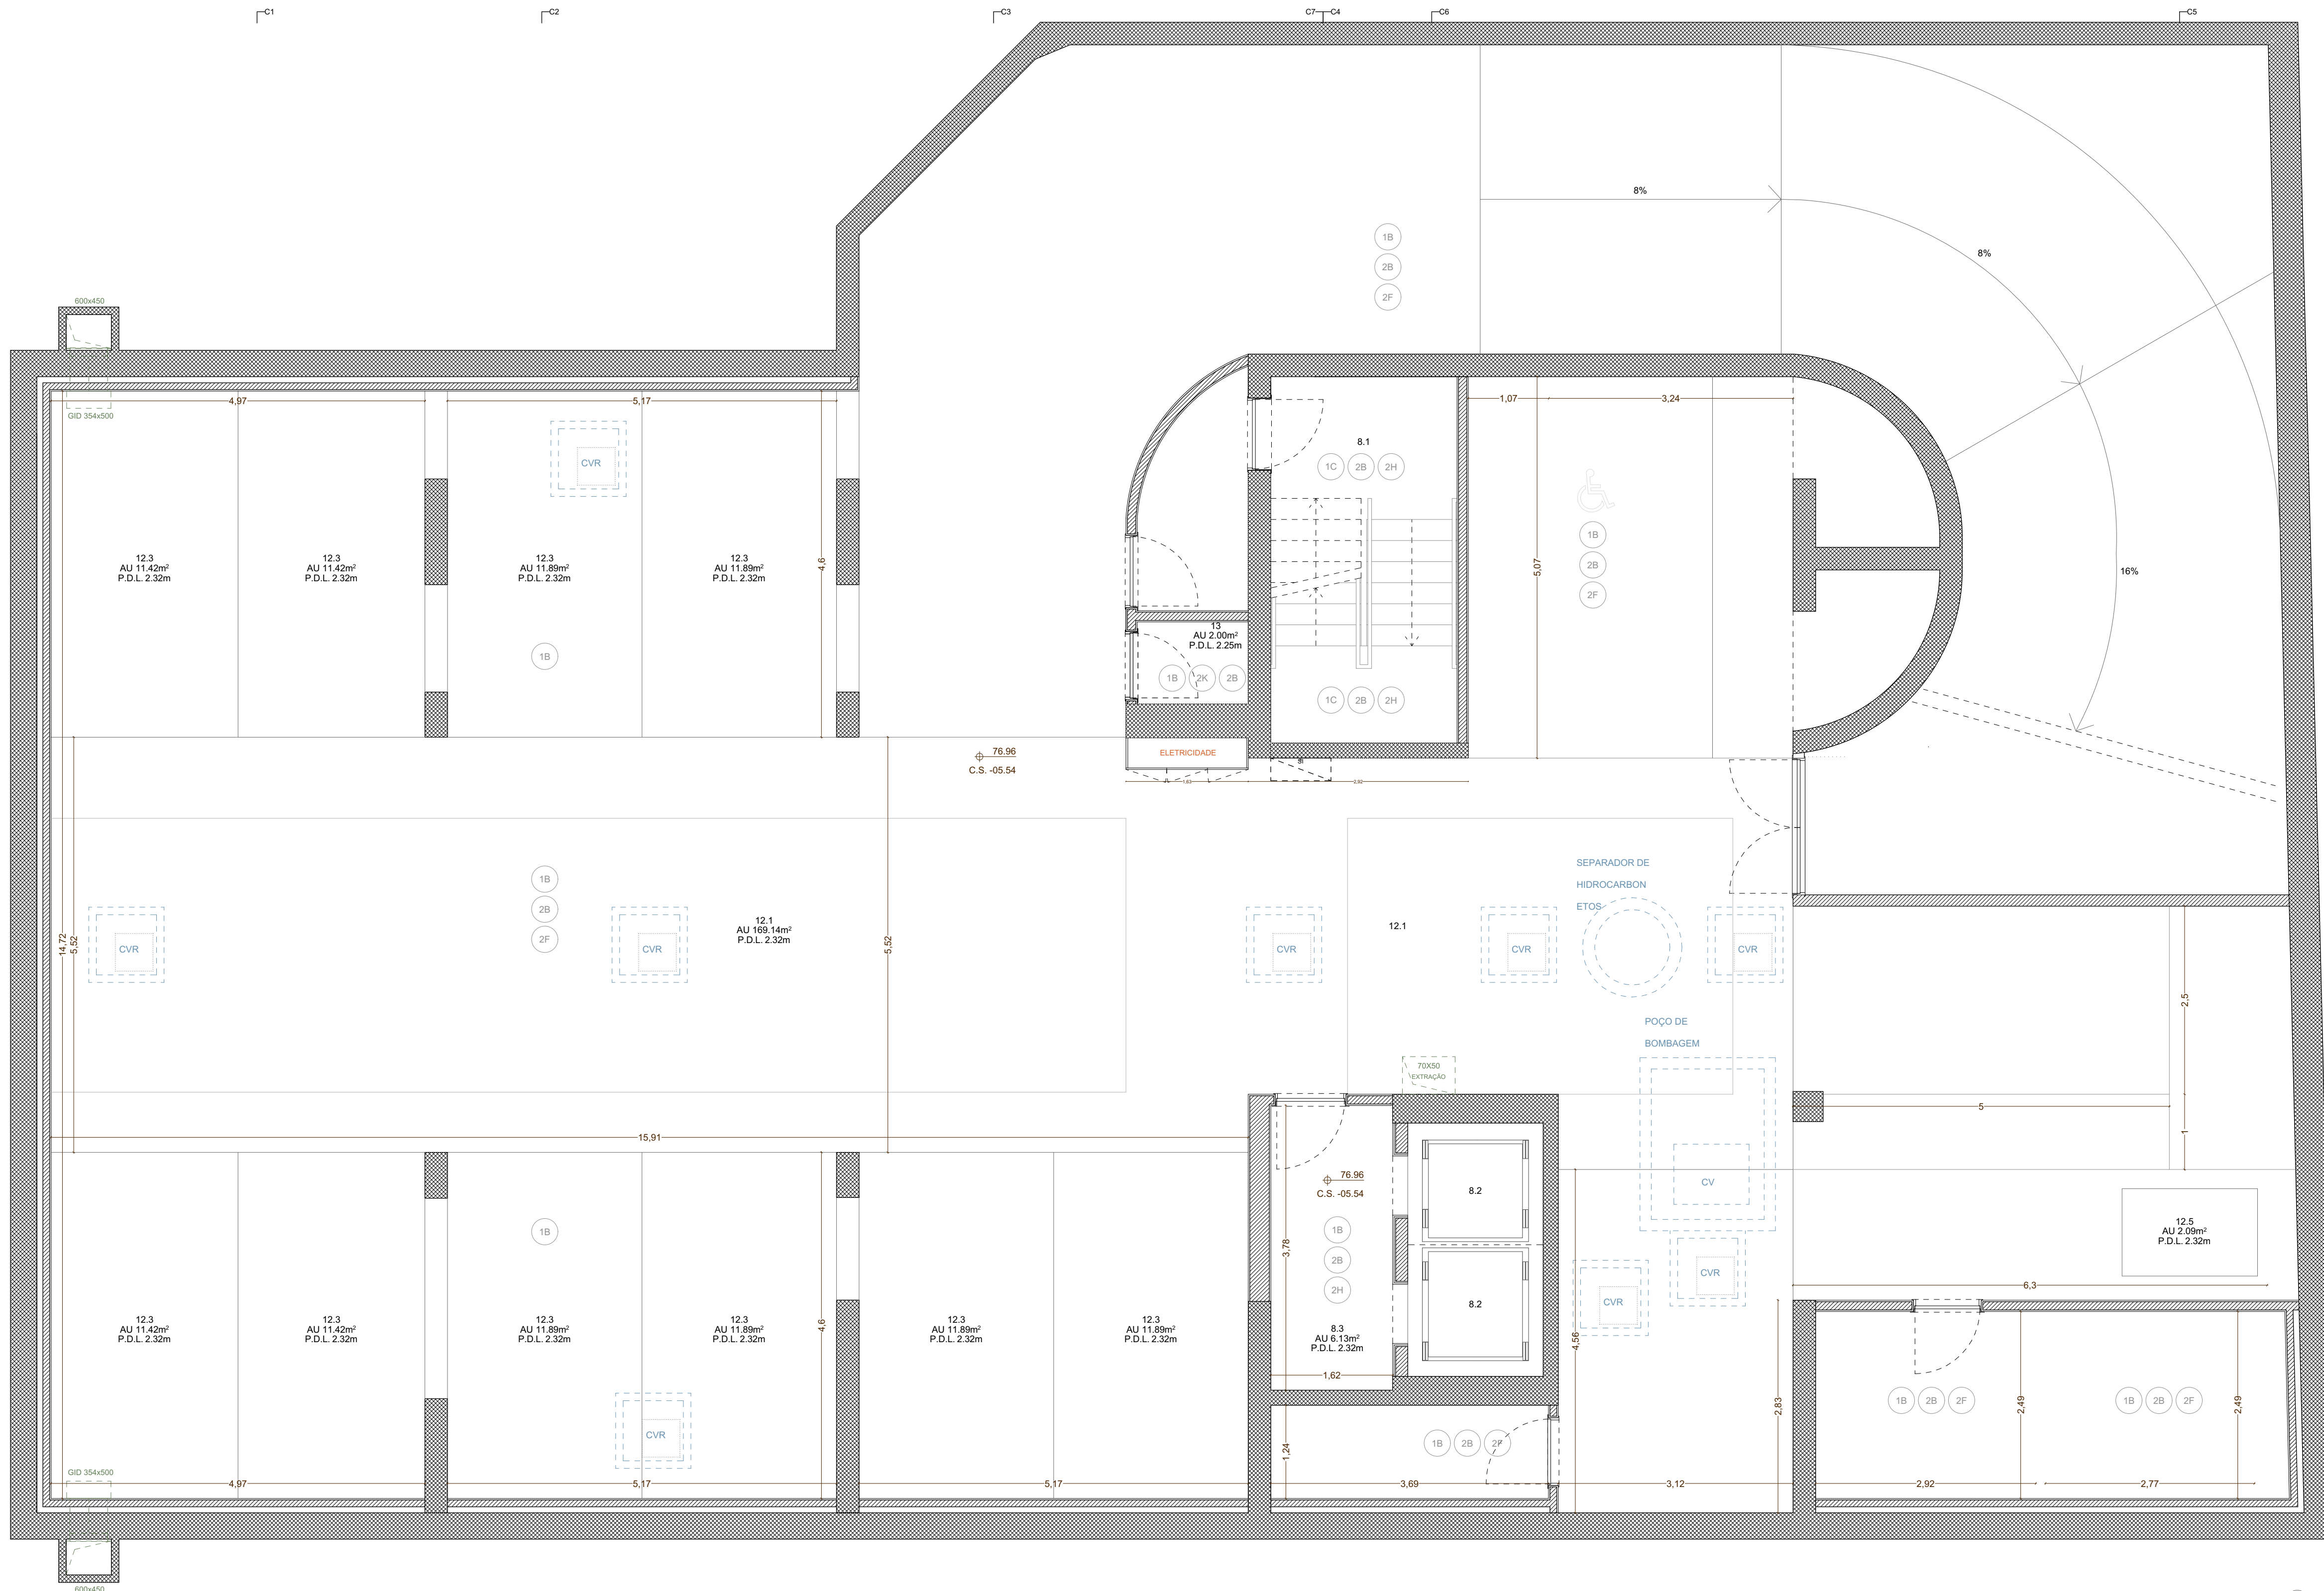 C1
C2
C3
C7
C4
C6
C5
8%
8%
16%
1B
2B
2F
600x450
GID 354x500
4,97
5,17
CVR
1,07
3,24
8.1
1C
2B
2H
12.3
AU 11.42m²
P.D.L. 2.32m
12.3
AU 11.42m²
P.D.L. 2.32m
12.3
AU 11.89m²
P.D.L. 2.32m
12.3
AU 11.89m²
P.D.L. 2.32m
4,6
5,07
1B
2B
2F
1B
13
AU 2.00m²
P.D.L. 2.25m
1B
2K
2B
1C
2B
2H
76.96
C.S. -05.54
ELETRICIDADE
1,63
2,92
SEPARADOR DE
HIDROCARBON
ETOS
1B
2B
2F
12.1
AU 169.14m²
P.D.L. 2.32m
12.1
14,72
5,52
5,52
CVR
CVR
CVR
CVR
CVR
2,5
POÇO DE
BOMBAGEM
70X50
EXTRAÇÃO
5
1
15,91
76.96
C.S. -05.54
8.2
CV
12.5
AU 2.09m²
P.D.L. 2.32m
1B
1B
2B
2H
3,78
CVR
6,3
CVR
8.2
12.3
AU 11.42m²
P.D.L. 2.32m
12.3
AU 11.42m²
P.D.L. 2.32m
12.3
AU 11.89m²
P.D.L. 2.32m
12.3
AU 11.89m²
P.D.L. 2.32m
4,6
12.3
AU 11.89m²
P.D.L. 2.32m
12.3
AU 11.89m²
P.D.L. 2.32m
8.3
AU 6.13m²
P.D.L. 2.32m
4,56
1,62
2,83
2,49
2,49
1B
2B
2F
1B
2B
2F
CVR
1,24
1B
2B
2F
GID 354x500
4,97
5,17
5,17
3,69
3,12
2,92
2,77
600x450